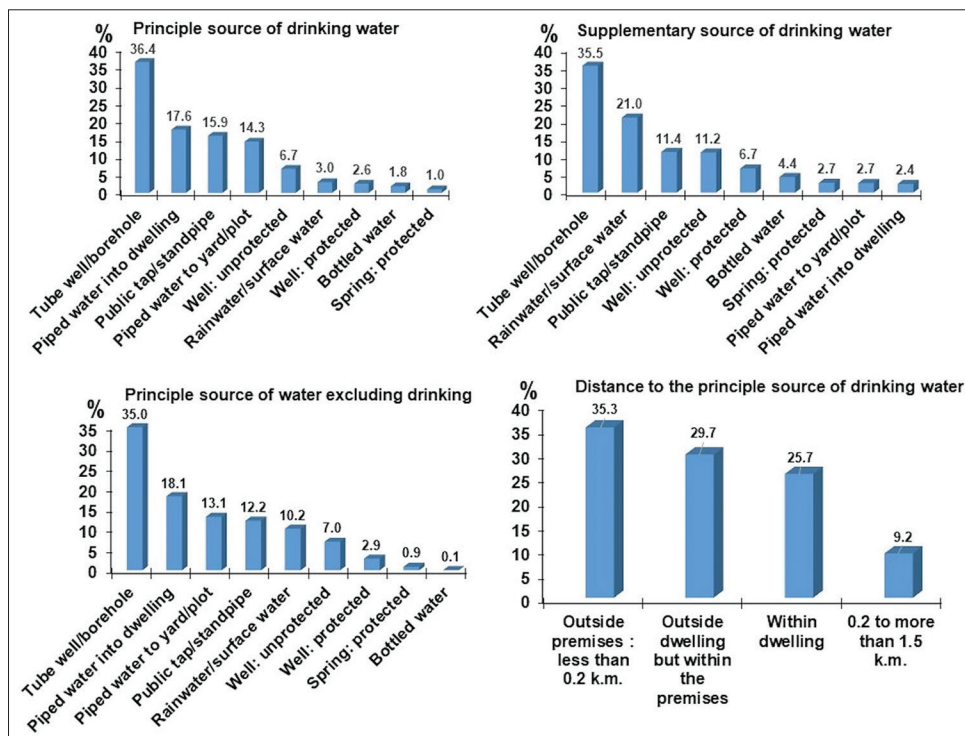 Principle source of drinking water
%
40
35
30
25
20
15
10
5
0
36.4
17.6
15.9
14.3
6.7
3.0
2.6
1.8
1.0
Tube well/borehole
Piped water into dwelling
Public tap/standpipe
Piped water to yard/plot
Well: unprotected
Rainwater/surface water
Well: protected
Bottled water
Spring: protected
Supplementary source of drinking water
%
40
35
30
25
20
15
10
5
0
35.5
21.0
11.4
11.2
6.7
4.4
2.7
2.7
2.4
Tube well/borehole
Rainwater/surface water
Public tap/standpipe
Well: unprotected
Well: protected
Bottled water
Spring: protected
Piped water to yard/plot
Piped water into dwelling
Principle source of water excluding drinking
%
35
30
25
20
15
10
5
0
35.0
18.1
13.1
12.2
10.2
7.0
2.9
0.9
0.1
Tube well/borehole
Piped water into dwelling
Piped water to yard/plot
Public tap/standpipe
Rainwater/surface water
Well: unprotected
Well: protected
Spring: protected
Bottled water
Distance to the principle source of drinking water
%
40
35
30
25
20
15
10
5
0
35.3
29.7
25.7
9.2
Outside
premises :
less than
0.2 k.m.
Outside
dwelling
but within
the
premises
Within
dwelling
0.2 to more
than 1.5
k.m.